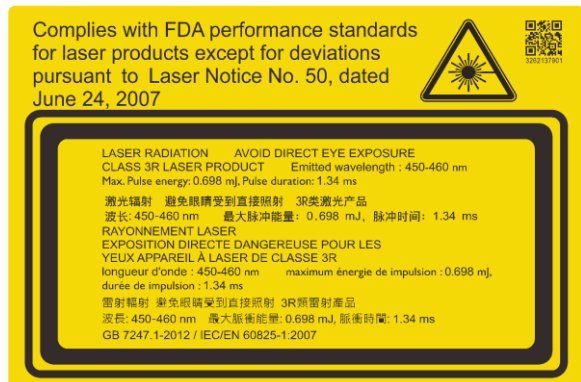 Complies with FDA performance standards
for laser products except for deviations
pursuant to Laser Notice No. 50, dated
June 24, 2007
3262137901
LASER RADIATION AVOID DIRECT EYE EXPOSURE
CLASS 3R LASER PRODUCT Emitted wavelength : 450-460 nm
Max. Pulse energy: 0.698 mJ, Pulse duration: 1.34 ms
激光辐射 避免眼睛受到直接照射 3R类激光产品
波长: 450-460 nm 最大脉冲能量: 0.698 mJ, 脉冲时间: 1.34 ms
RAYONNEMENT LASER
EXPOSITION DIRECTE DANGEREUSE POUR LES
YEUX APPAREIL À LASER DE CLASSE 3R
longueur d'onde : 450-460 nm maximum énergie de impulsion : 0.698 mJ,
durée de impulsion : 1.34 ms
雷射輻射 避免眼睛受到直接照射 3R類雷射產品
波長: 450-460 nm 最大脈衝能量: 0.698 mJ, 脈衝時間: 1.34 ms
GB 7247.1-2012 / IEC/EN 60825-1:2007